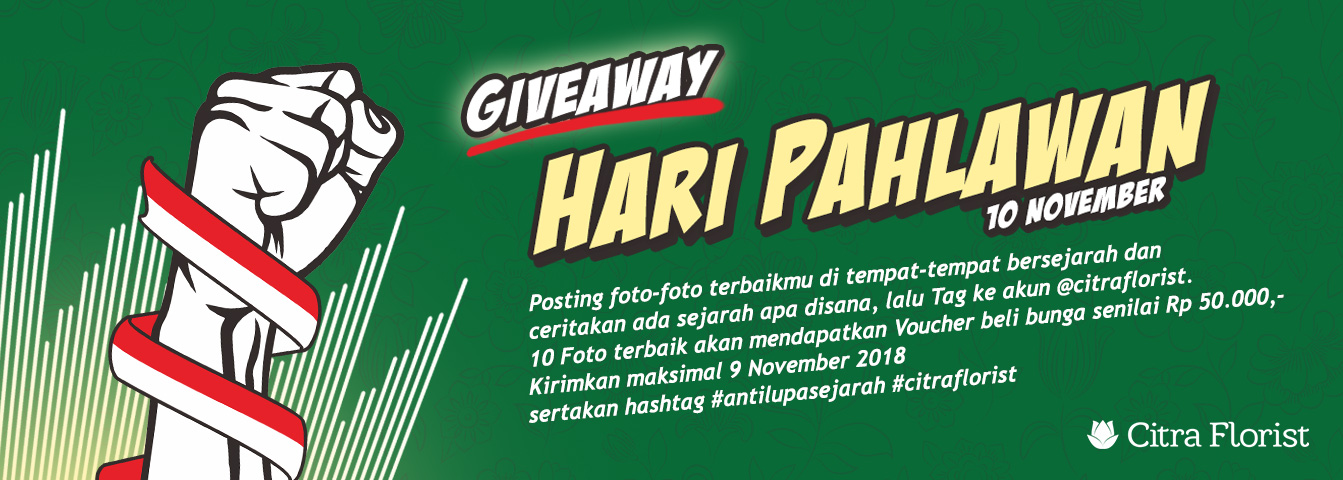 GIVEAWAY
HARI PAHLAWAN
10 NOVEMBER
Posting foto-foto terbaikmu di tempat-tempat bersejarah dan
ceritakan ada sejarah apa disana, lalu Tag ke akun @citraflorist.
10 Foto terbaik akan mendapatkan Voucher beli bunga senilai Rp 50.000,-
Kirimkan maksimal 9 November 2018
sertakan hashtag #antilupasejarah #citraflorist
Citra Florist